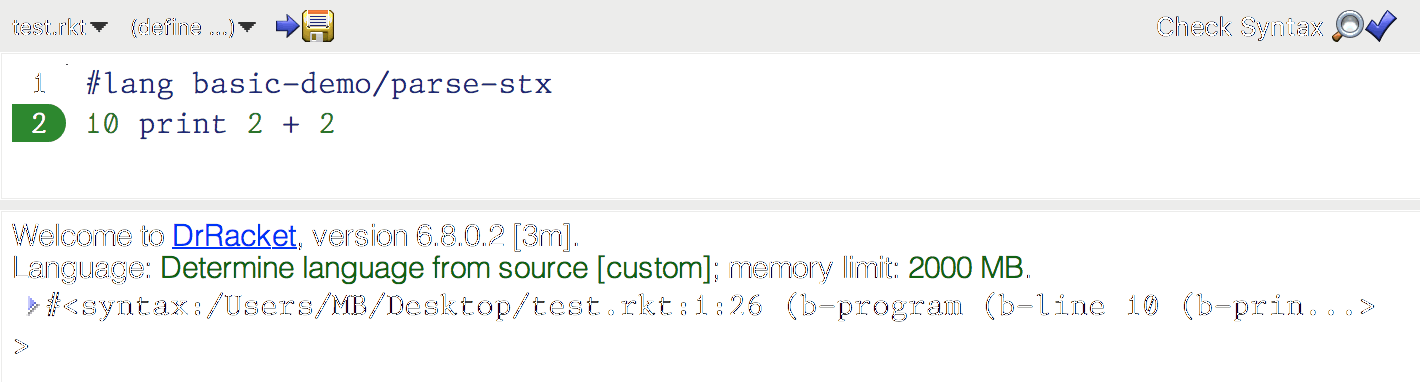 test.rkt (define ...) Check Syntax
1 #lang basic-demo/parse-stx
2 10 print 2 + 2
Welcome to DrRacket, version 6.8.0.2 [3m].
Language: Determine language from source [custom]; memory limit: 2000 MB.
#<syntax:/Users/MB/Desktop/test.rkt:1:26 (b-program (b-line 10 (b-prin...>
>